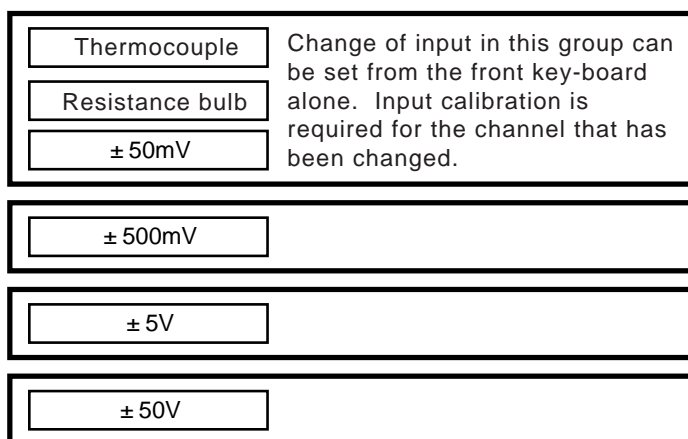 Thermocouple
Resistance bulb
± 50mV
Change of input in this group can
be set from the front key-board
alone. Input calibration is
required for the channel that has
been changed.
± 500mV
± 5V
± 50V